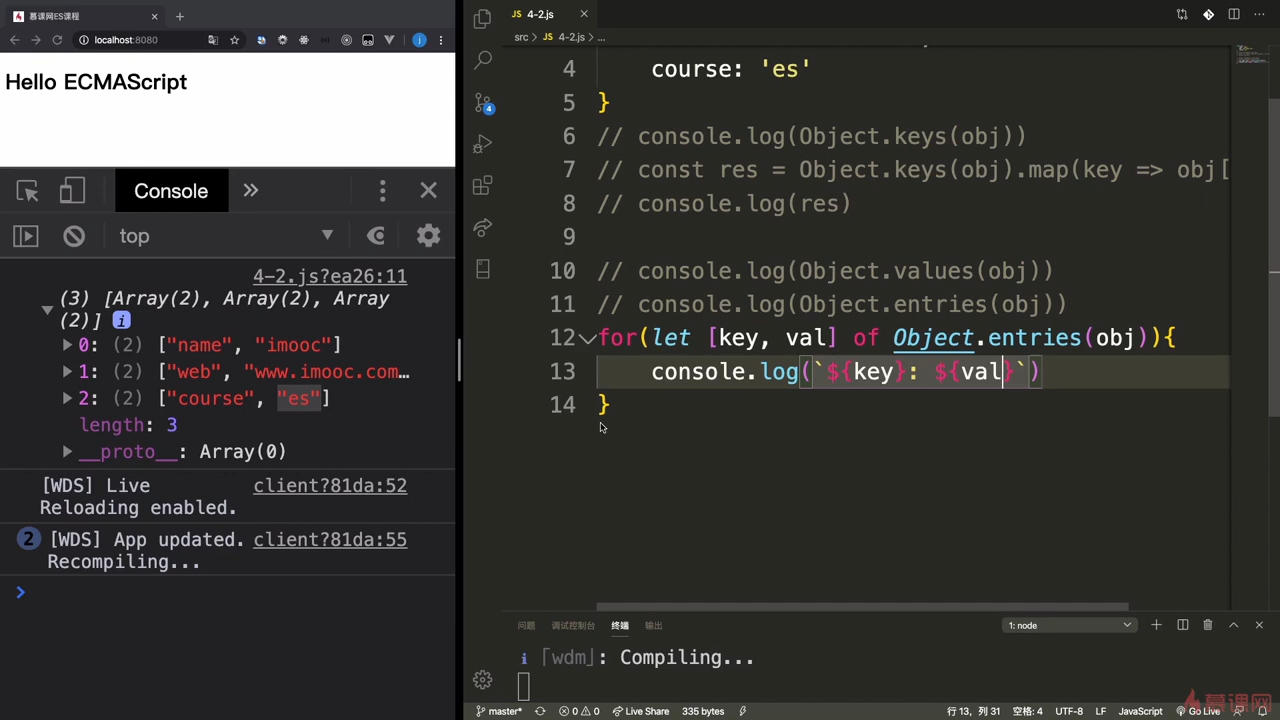 慕课网ES课程
localhost:8080
Hello ECMAScript
Console
top
4-2.js?ea26:11
(3) [Array(2), Array(2), Array
(2)] i
0: (2) ["name", "imooc"]
1: (2) ["web", "www.imooc.com…
2: (2) ["course", "es"]
length: 3
__proto__: Array(0)
[WDS] Live client?81da:52
Reloading enabled.
2 [WDS] App updated. client?81da:55
Recompiling...
JS 4-2.js
src > JS 4-2.js > ...
4 course: 'es'
5 }
6 // console.log(Object.keys(obj))
7 // const res = Object.keys(obj).map(key => obj[
8 // console.log(res)
9
10 // console.log(Object.values(obj))
11 // console.log(Object.entries(obj))
12 for(let [key, val] of Object.entries(obj)){
13 console.log(`${key}: ${val}`)
14 }
4
问题 调试控制台 终端 输出 1: node
i ｢wdm｣: Compiling...
master* 0 0 Live Share 335 bytes 行 13, 列 31 空格: 4 UTF-8 LF JavaScript Go Live
慕课网